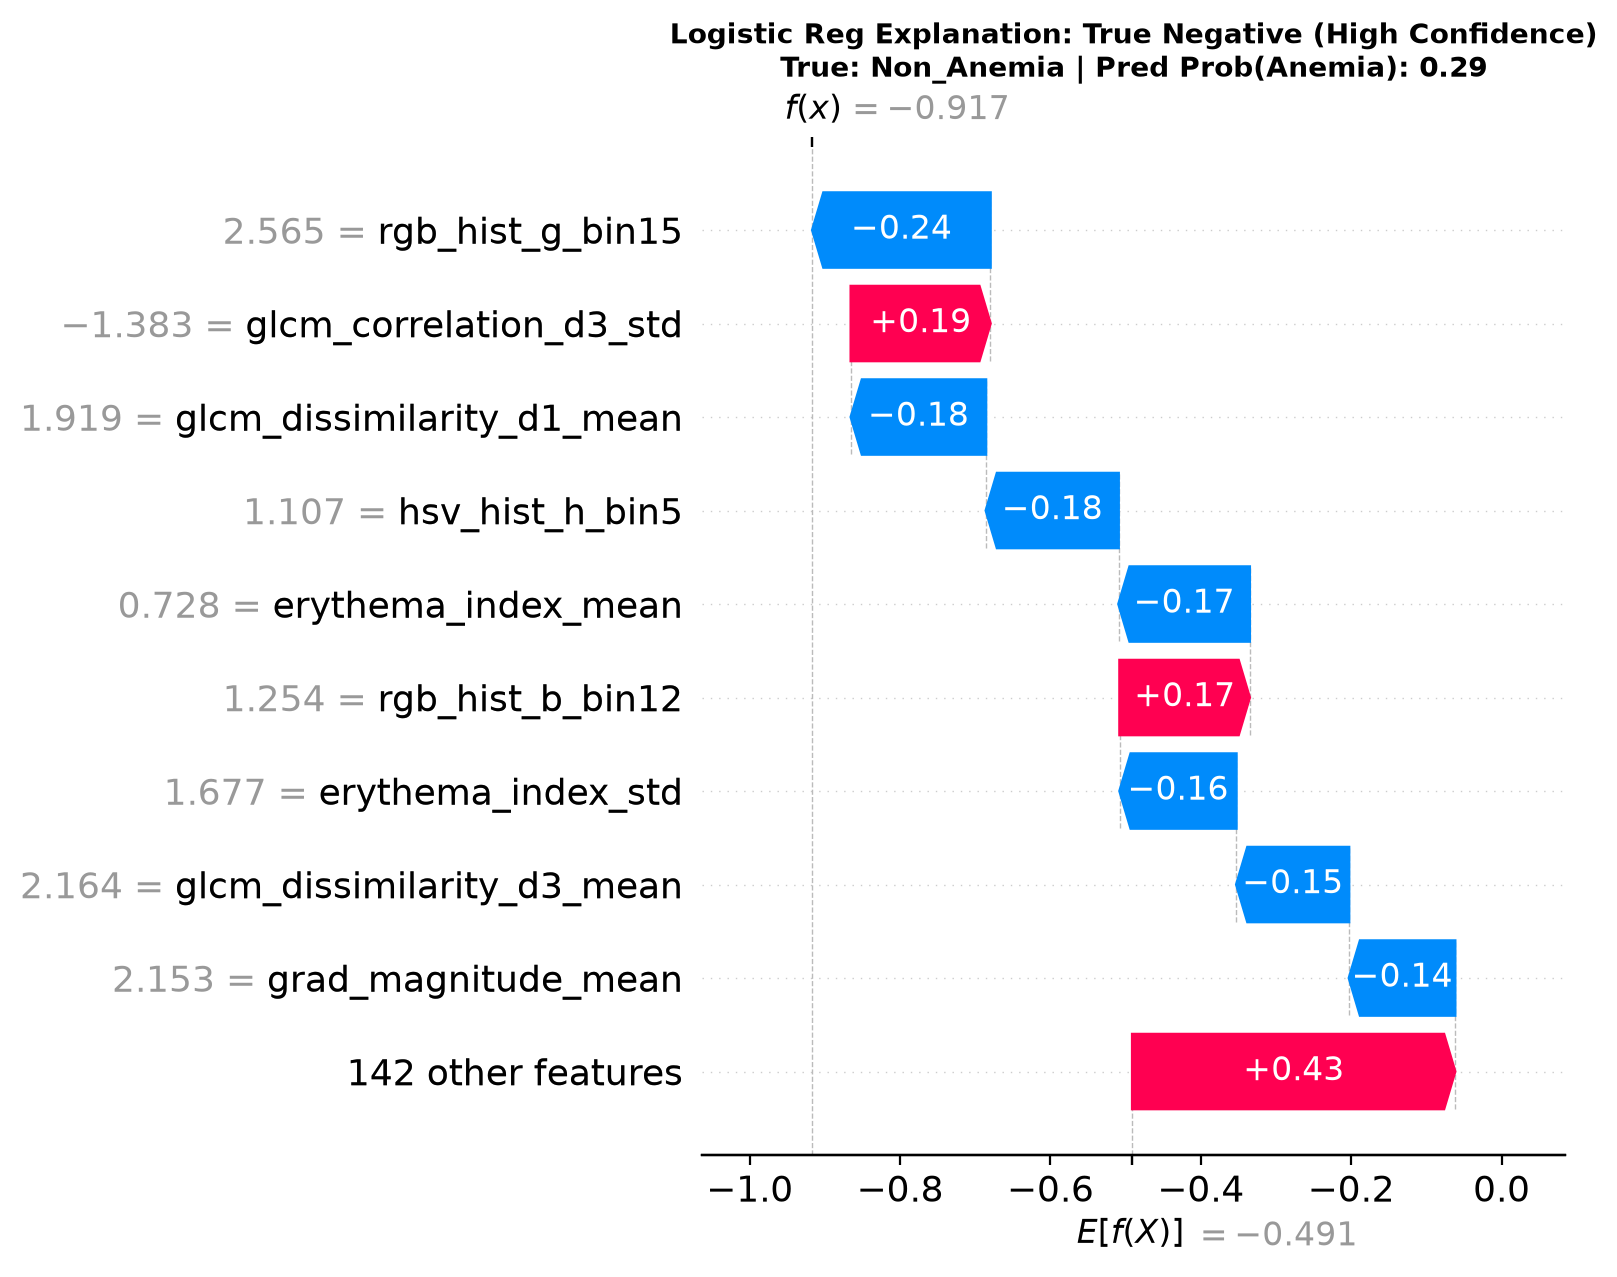 Logistic Reg Explanation: True Negative (High Confidence)
True: Non_Anemia | Pred Prob(Anemia): 0.29
f(x) = −0.917
2.565 = rgb_hist_g_bin15
−0.24
−1.383 = glcm_correlation_d3_std
+0.19
1.919 = glcm_dissimilarity_d1_mean
−0.18
1.107 = hsv_hist_h_bin5
−0.18
0.728 = erythema_index_mean
−0.17
1.254 = rgb_hist_b_bin12
+0.17
1.677 = erythema_index_std
−0.16
2.164 = glcm_dissimilarity_d3_mean
−0.15
2.153 = grad_magnitude_mean
−0.14
142 other features
+0.43
−1.0 −0.8 −0.6 −0.4 −0.2 0.0
E[f(X)] = −0.491